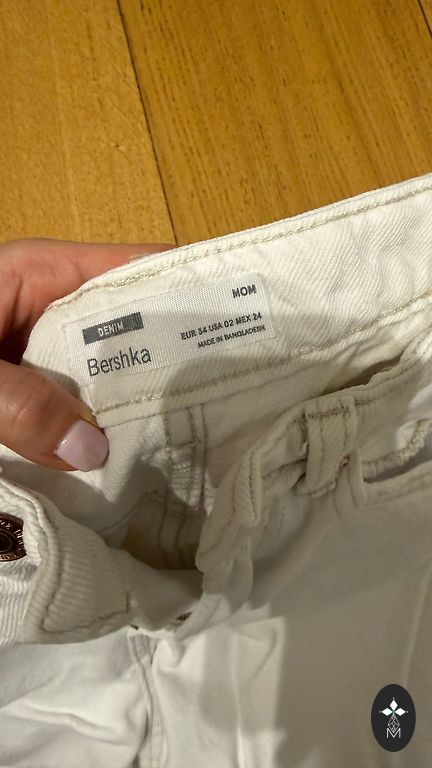 MOM
DENIM
EUR 34 USA 02 MEX 24
MADE IN BANGLADESH
Bershka